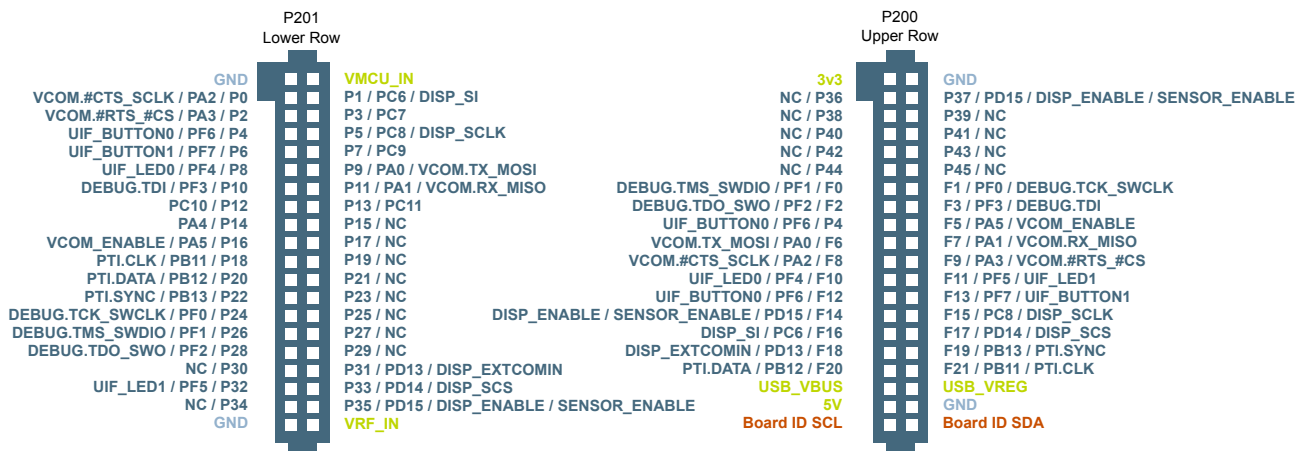 P201
Lower Row
P200
Upper Row
GND VMCU_IN
VCOM.#CTS_SCLK / PA2 / P0 P1 / PC6 / DISP_SI
VCOM.#RTS_#CS / PA3 / P2 P3 / PC7
UIF_BUTTON0 / PF6 / P4 P5 / PC8 / DISP_SCLK
UIF_BUTTON1 / PF7 / P6 P7 / PC9
UIF_LED0 / PF4 / P8 P9 / PA0 / VCOM.TX_MOSI
DEBUG.TDI / PF3 / P10 P11 / PA1 / VCOM.RX_MISO
PC10 / P12 P13 / PC11
PA4 / P14 P15 / NC
VCOM_ENABLE / PA5 / P16 P17 / NC
PTI.CLK / PB11 / P18 P19 / NC
PTI.DATA / PB12 / P20 P21 / NC
PTI.SYNC / PB13 / P22 P23 / NC
DEBUG.TCK_SWCLK / PF0 / P24 P25 / NC
DEBUG.TMS_SWDIO / PF1 / P26 P27 / NC
DEBUG.TDO_SWO / PF2 / P28 P29 / NC
NC / P30 P31 / PD13 / DISP_EXTCOMIN
UIF_LED1 / PF5 / P32 P33 / PD14 / DISP_SCS
NC / P34 P35 / PD15 / DISP_ENABLE / SENSOR_ENABLE
GND VRF_IN
3v3 GND
NC / P36 P37 / PD15 / DISP_ENABLE / SENSOR_ENABLE
NC / P38 P39 / NC
NC / P40 P41 / NC
NC / P42 P43 / NC
NC / P44 P45 / NC
DEBUG.TMS_SWDIO / PF1 / F0 F1 / PF0 / DEBUG.TCK_SWCLK
DEBUG.TDO_SWO / PF2 / F2 F3 / PF3 / DEBUG.TDI
UIF_BUTTON0 / PF6 / P4 F5 / PA5 / VCOM_ENABLE
VCOM.TX_MOSI / PA0 / F6 F7 / PA1 / VCOM.RX_MISO
VCOM.#CTS_SCLK / PA2 / F8 F9 / PA3 / VCOM.#RTS_#CS
UIF_LED0 / PF4 / F10 F11 / PF5 / UIF_LED1
UIF_BUTTON0 / PF6 / F12 F13 / PF7 / UIF_BUTTON1
DISP_ENABLE / SENSOR_ENABLE / PD15 / F14 F15 / PC8 / DISP_SCLK
DISP_SI / PC6 / F16 F17 / PD14 / DISP_SCS
DISP_EXTCOMIN / PD13 / F18 F19 / PB13 / PTI.SYNC
PTI.DATA / PB12 / F20 F21 / PB11 / PTI.CLK
USB_VBUS USB_VREG
5V GND
Board ID SCL Board ID SDA